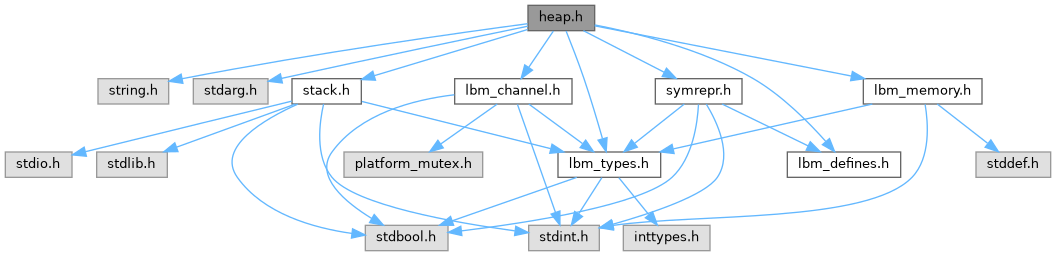 heap.h
string.h
stdarg.h
stack.h
lbm_channel.h
symrepr.h
lbm_memory.h
stdio.h
stdlib.h
platform_mutex.h
lbm_types.h
lbm_defines.h
stddef.h
stdbool.h
stdint.h
inttypes.h